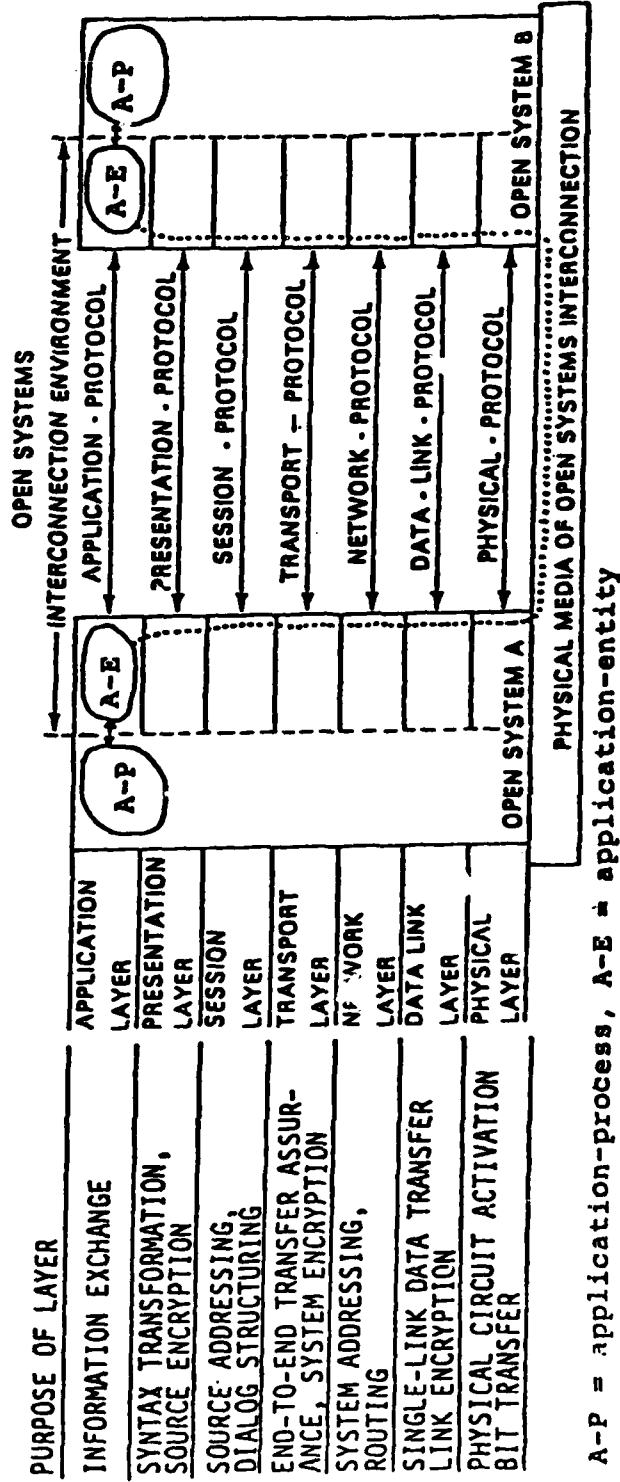 OPEN SYSTEMS
INTERCONNECTION ENVIRONMENT
PURPOSE OF LAYER
INFORMATION EXCHANGE
APPLICATION
LAYER
A-P
A-E
APPLICATION - PROTOCOL
A-E
A-P
SYNTAX TRANSFORMATION,
SOURCE ENCRYPTION
PRESENTATION
LAYER
PRESENTATION - PROTOCOL
SOURCE ADDRESSING,
DIALOG STRUCTURING
SESSION
LAYER
SESSION - PROTOCOL
END-TO-END TRANSFER ASSUR-
ANCE, SYSTEM ENCRYPTION
TRANSPORT
LAYER
TRANSPORT - PROTOCOL
SYSTEM ADDRESSING,
ROUTING
LAYER
NETWORK - PROTOCOL
SINGLE-LINK DATA TRANSFER
LINK ENCRYPTION
DATA LINK
LAYER
DATA - LINK - PROTOCOL
PHYSICAL CIRCUIT ACTIVATION
BIT TRANSFER
PHYSICAL
LAYER
PHYSICAL - PROTOCOL
OPEN SYSTEM A
OPEN SYSTEM B
PHYSICAL MEDIA OF OPEN SYSTEMS INTERCONNECTION
A-P = application-process, A-E = application-entity